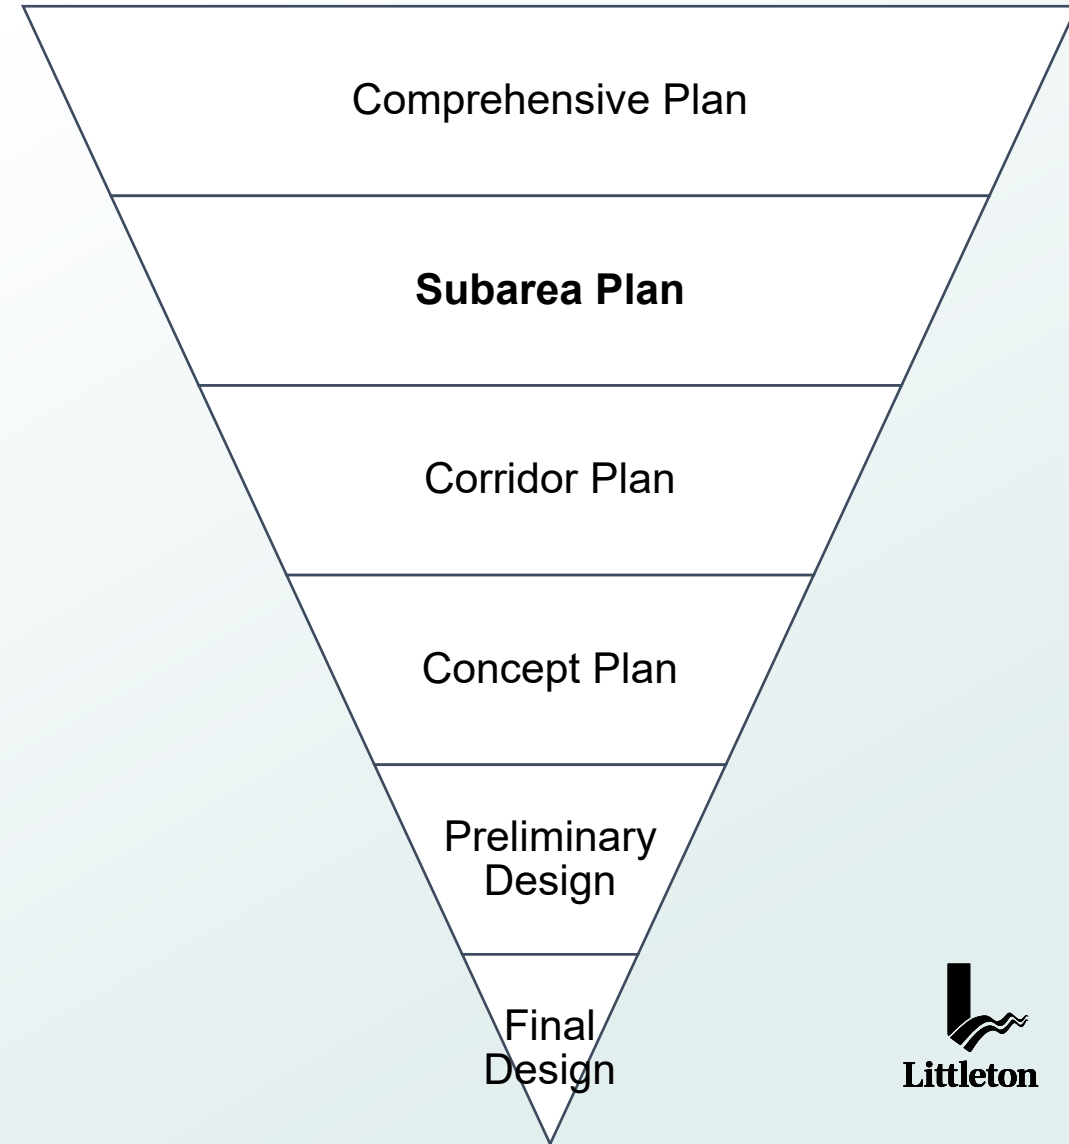 Comprehensive Plan
Subarea Plan
Corridor Plan
Concept Plan
Preliminary
Design
Final
Design
Littleton